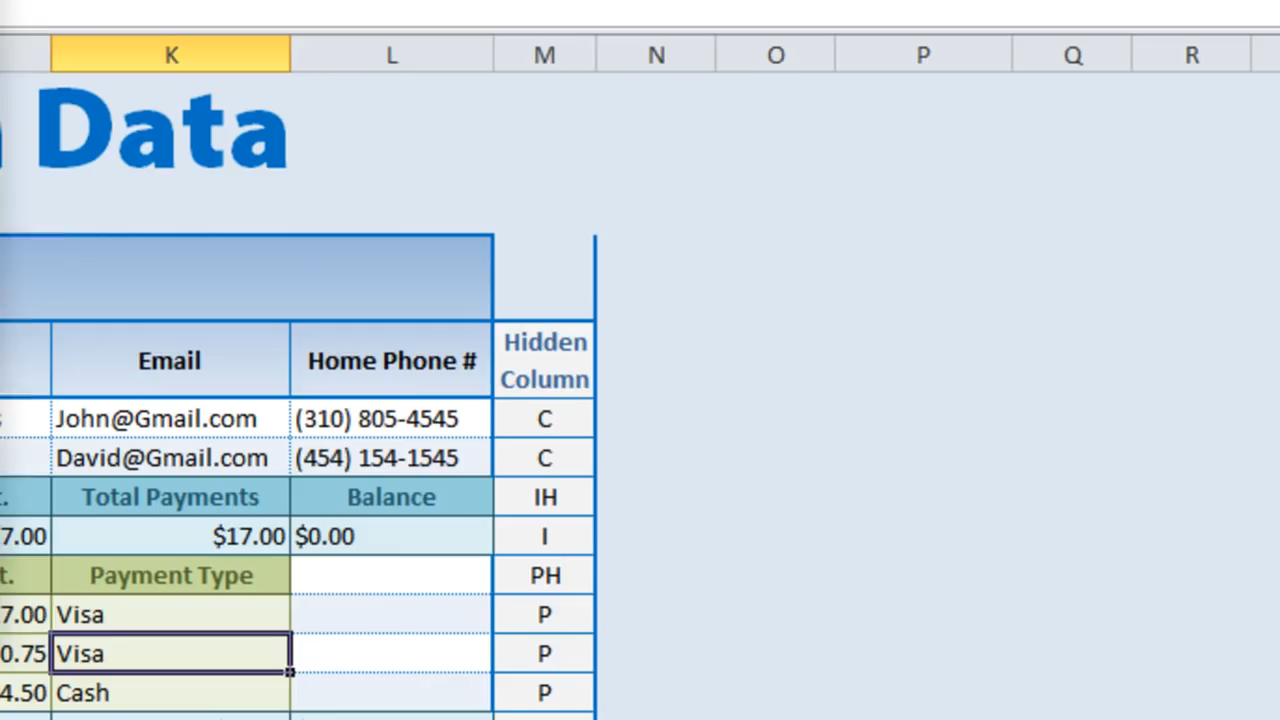 K L M N O P Q R
Data
Email Home Phone # Hidden Column
John@Gmail.com (310) 805-4545 C
David@Gmail.com (454) 154-1545 C
t. Total Payments Balance IH
7.00 $17.00 $0.00 I
t. Payment Type PH
7.00 Visa P
0.75 Visa P
4.50 Cash P